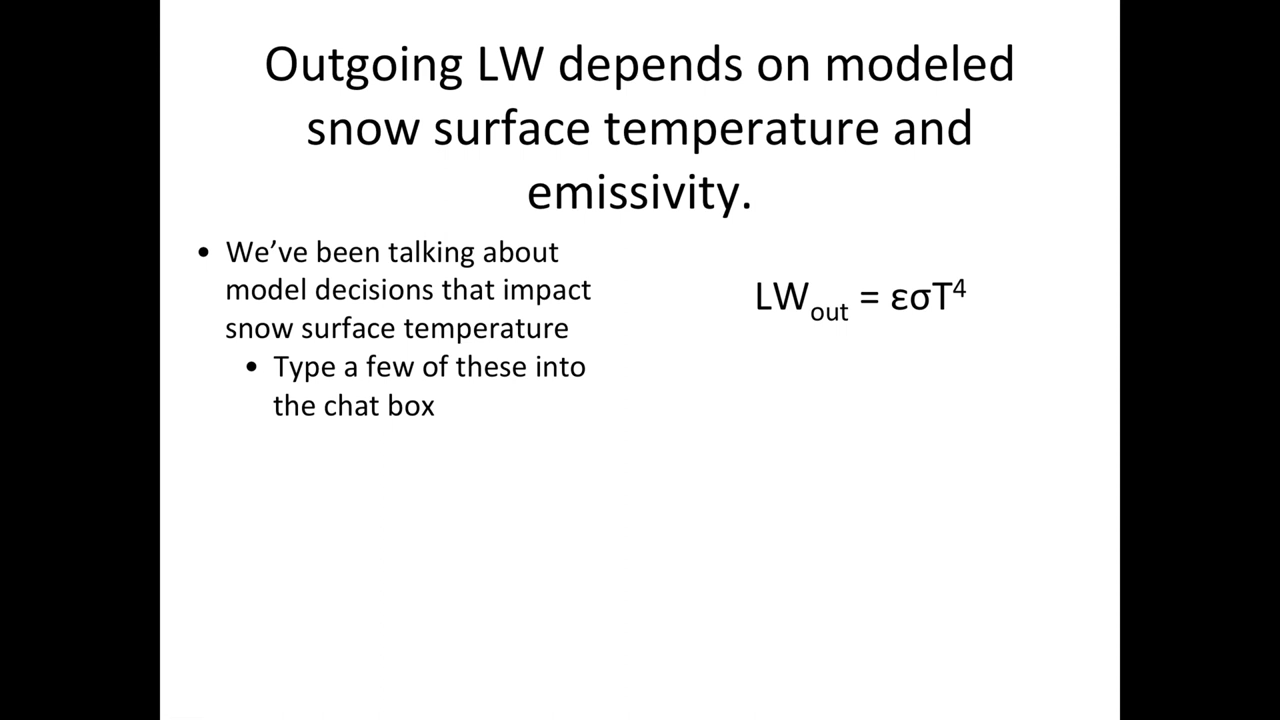 Outgoing LW depends on modeled
snow surface temperature and
emissivity.
• We’ve been talking about
model decisions that impact
snow surface temperature
• Type a few of these into
the chat box
LWout = εσT⁴